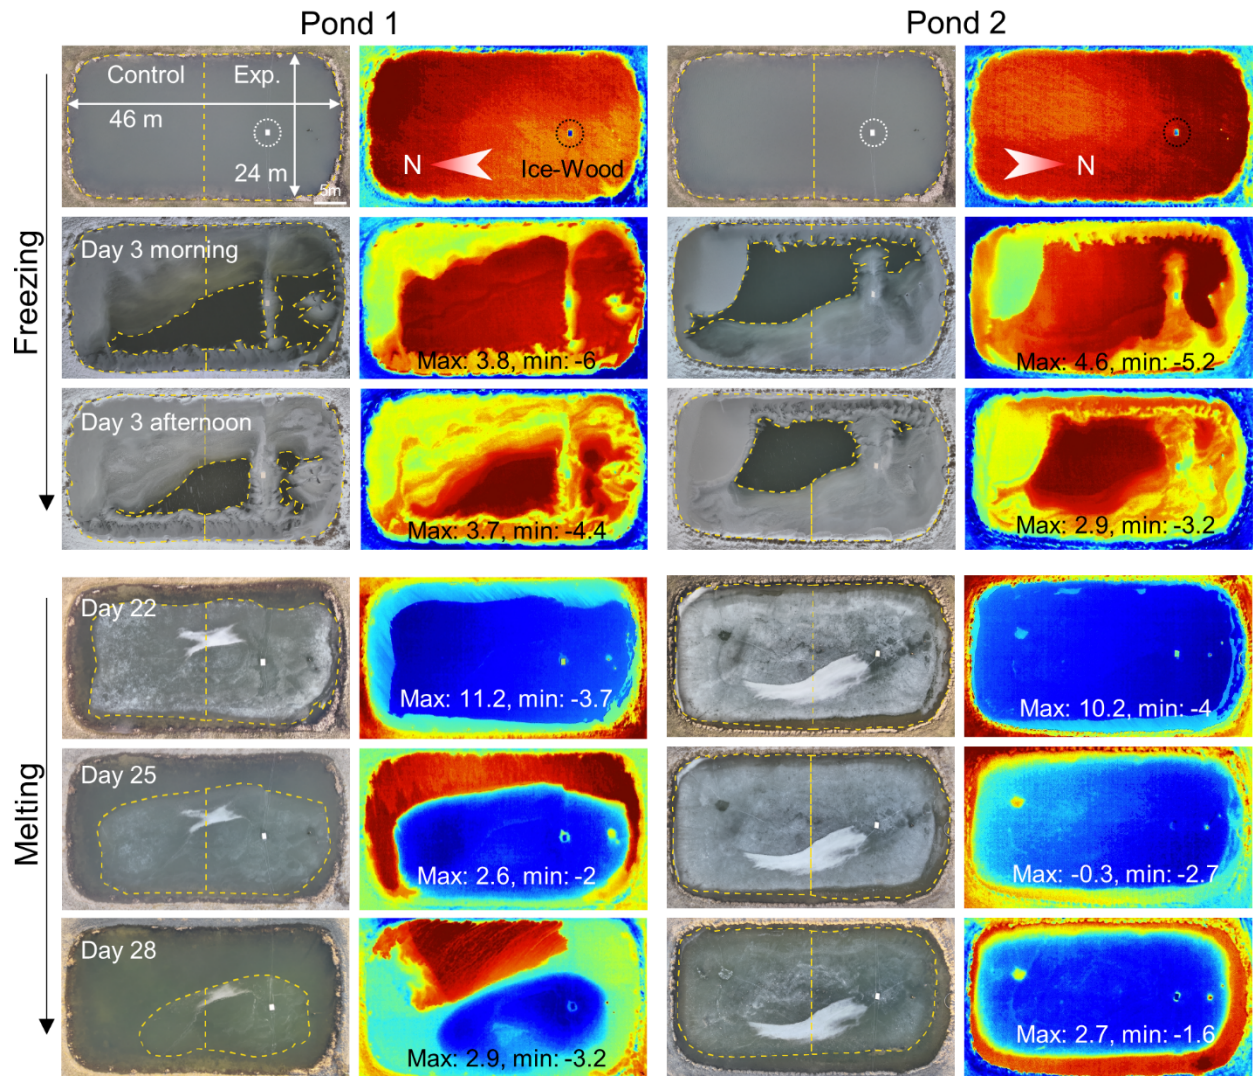 Pond 1
Pond 2
Freezing
Control
Exp.
46 m
24 m
5m
N
Ice-Wood
N
Day 3 morning
Max: 3.8, min: -6
Max: 4.6, min: -5.2
Day 3 afternoon
Max: 3.7, min: -4.4
Max: 2.9, min: -3.2
Melting
Day 22
Max: 11.2, min: -3.7
Max: 10.2, min: -4
Day 25
Max: 2.6, min: -2
Max: -0.3, min: -2.7
Day 28
Max: 2.9, min: -3.2
Max: 2.7, min: -1.6